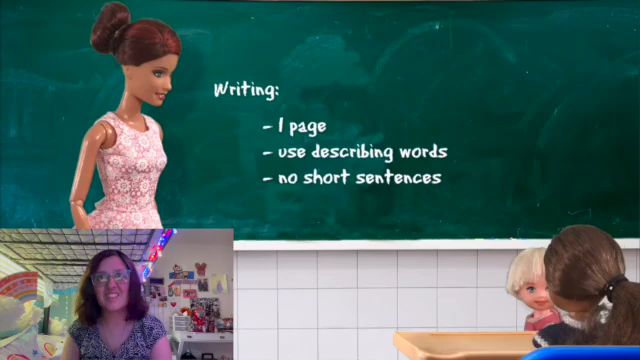 Writing:
- 1 page
- use describing words
- no short sentences